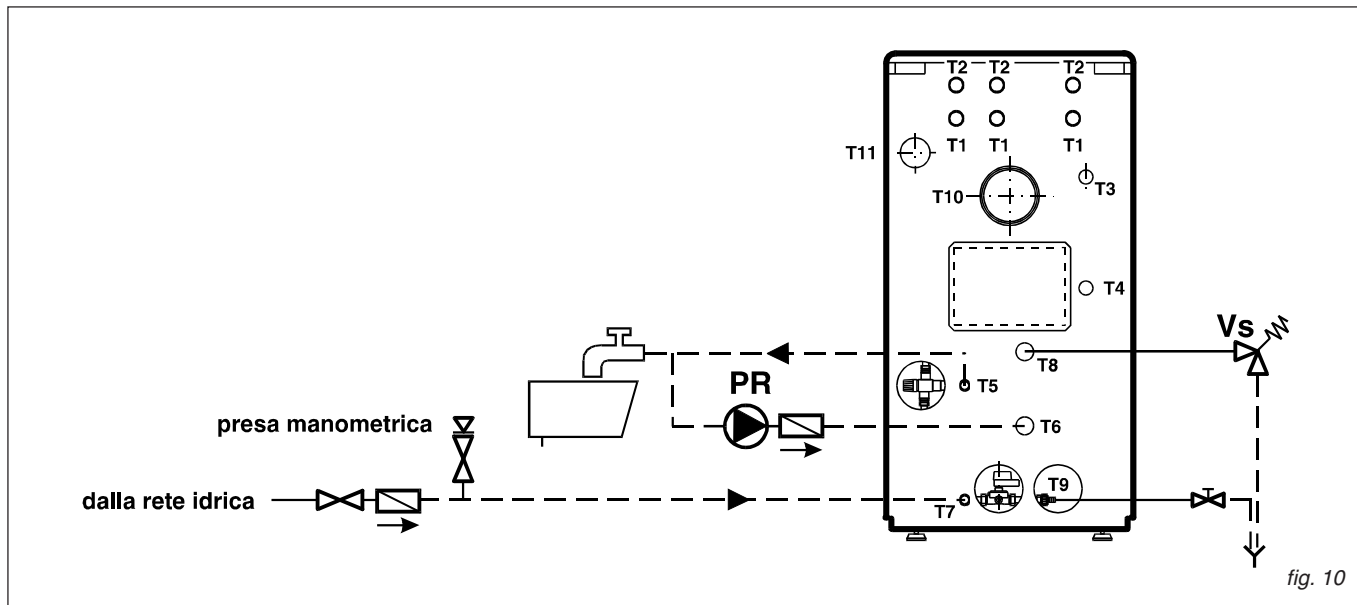 T2 T2 T2
T1 T1 T1
T11
T3
T10
T4
Vs
T8
PR
T5
presa manometrica
T6
dalla rete idrica
T9
T7
fig. 10